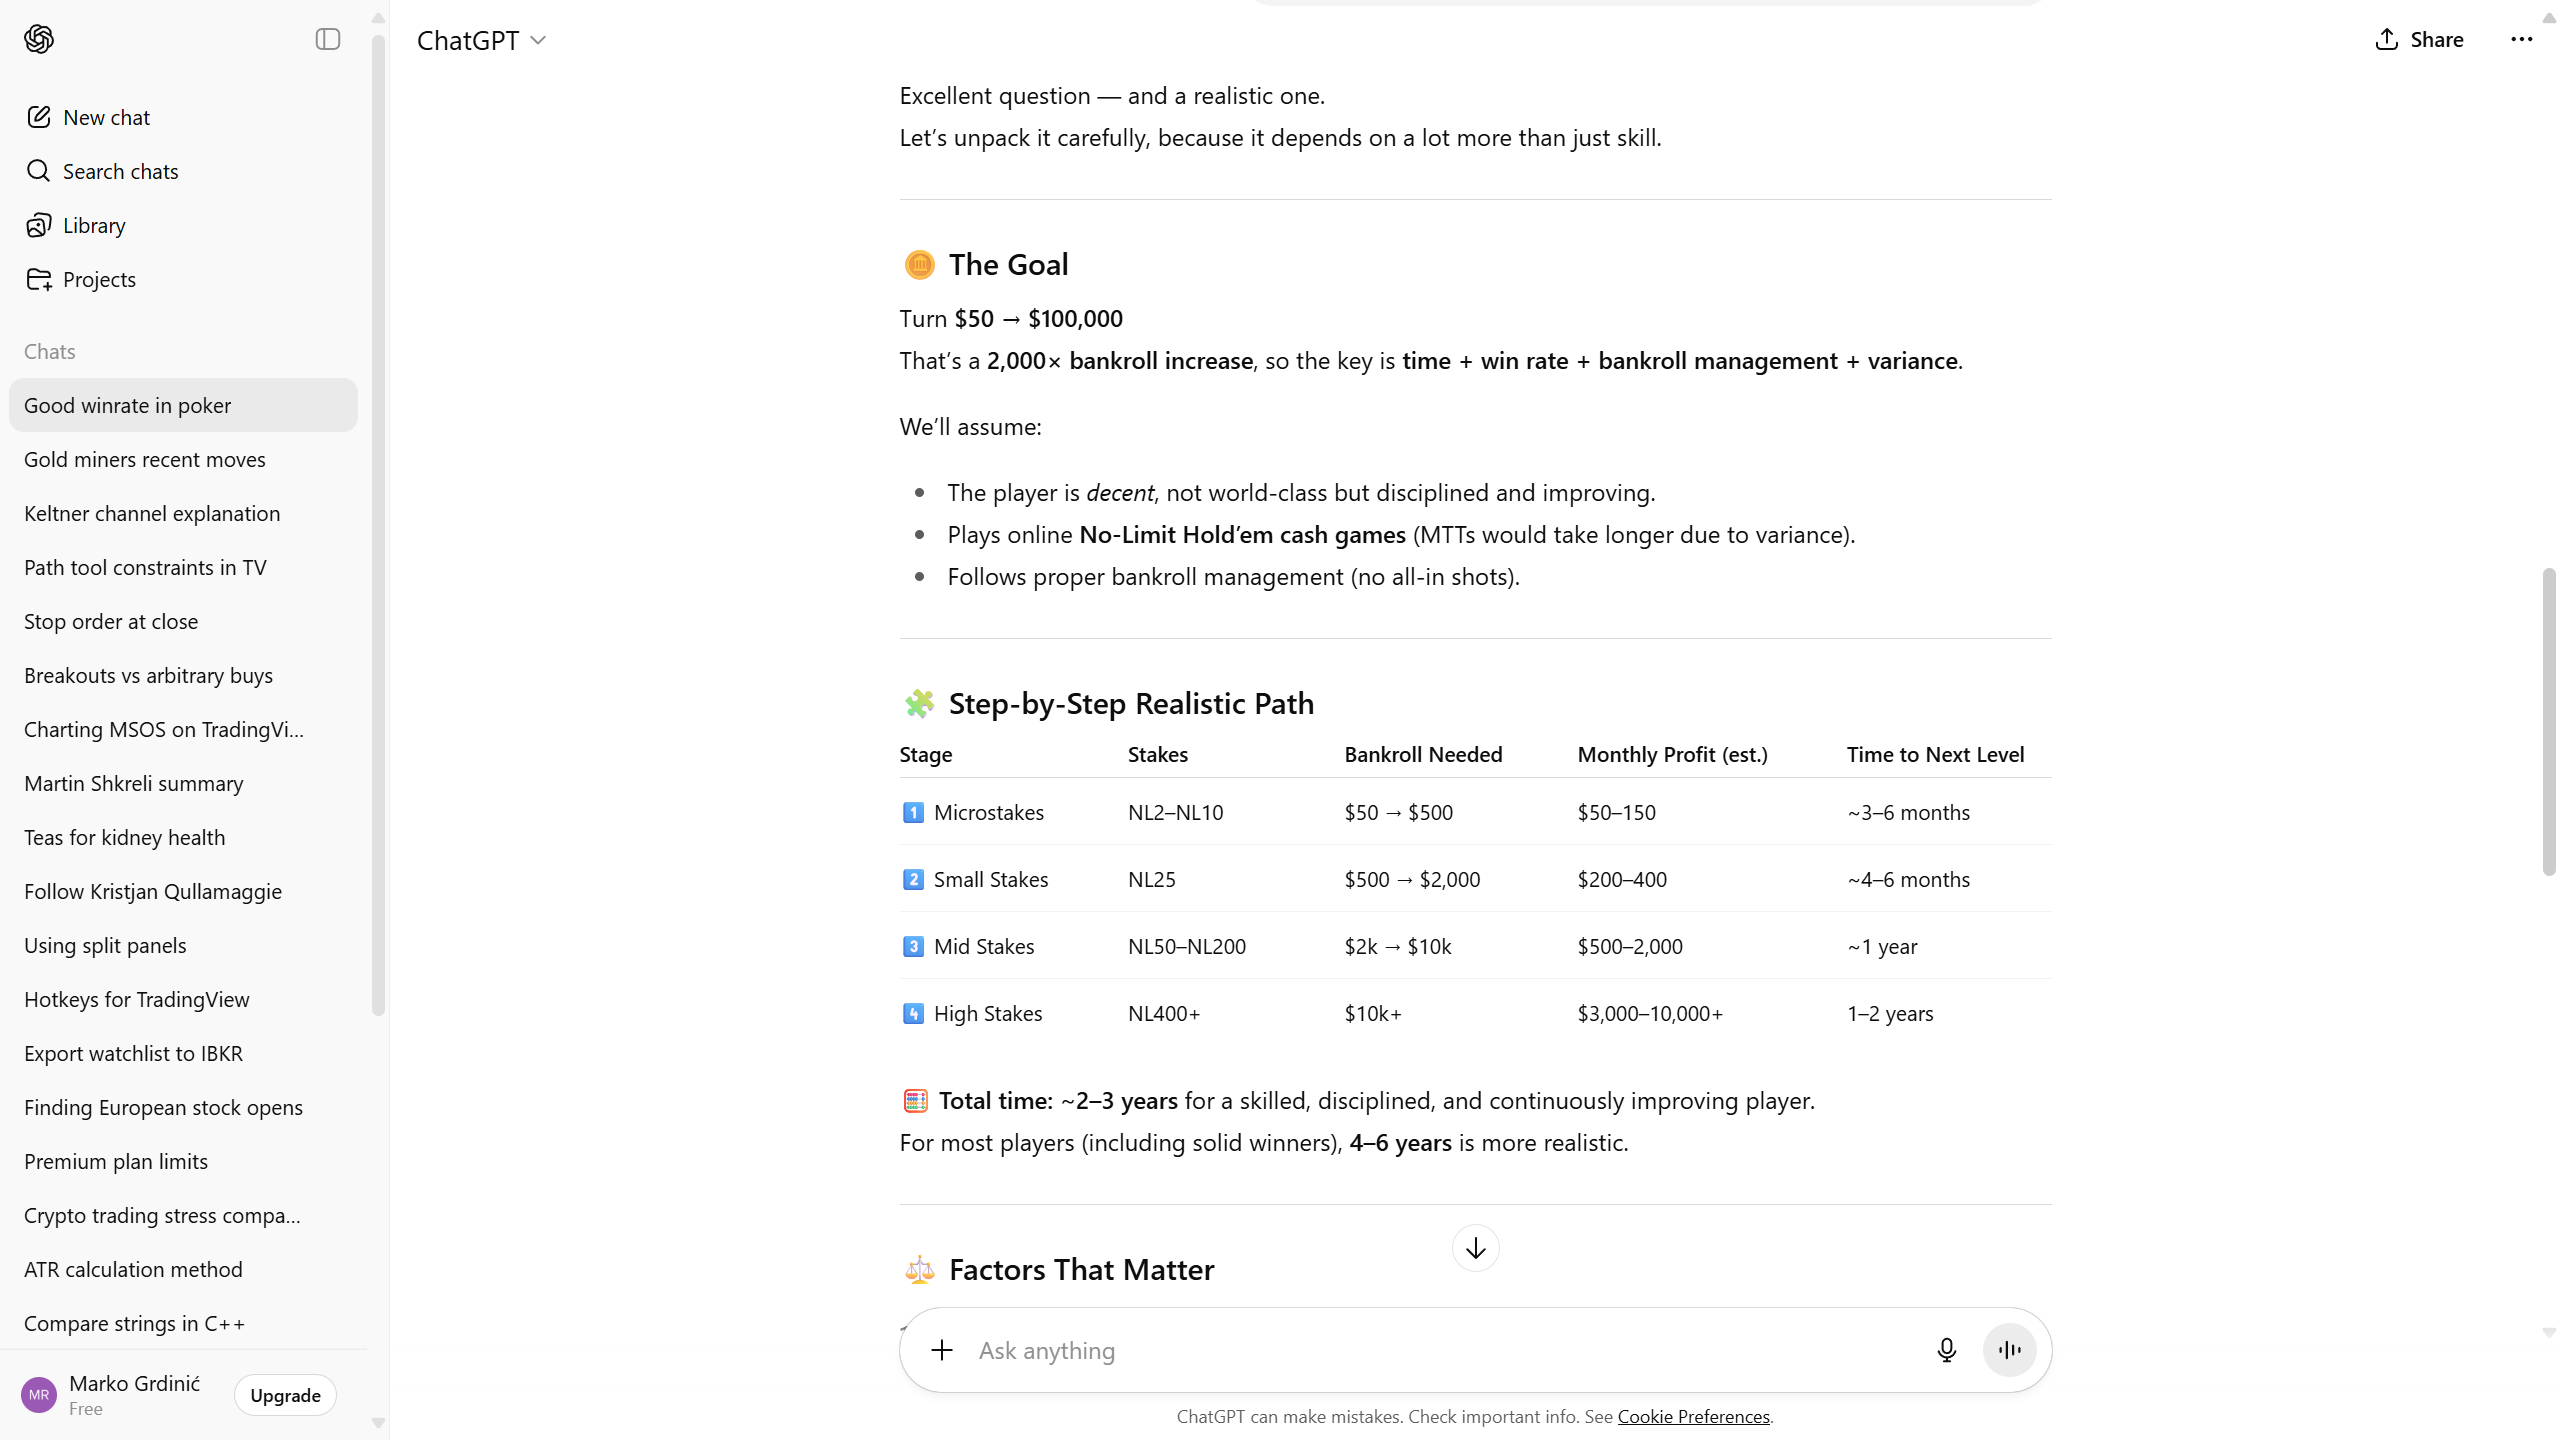 ChatGPT
Share
New chat
Search chats
Library
Projects
Chats
Good winrate in poker
Gold miners recent moves
Keltner channel explanation
Path tool constraints in TV
Stop order at close
Breakouts vs arbitrary buys
Charting MSOS on TradingVi...
Martin Shkreli summary
Teas for kidney health
Follow Kristjan Qullamaggie
Using split panels
Hotkeys for TradingView
Export watchlist to IBKR
Finding European stock opens
Premium plan limits
Crypto trading stress compa...
ATR calculation method
Compare strings in C++
MR
Marko Grdinić
Free
Upgrade
Excellent question — and a realistic one.
Let’s unpack it carefully, because it depends on a lot more than just skill.
The Goal
Turn $50 → $100,000
That’s a 2,000× bankroll increase, so the key is time + win rate + bankroll management + variance.
We’ll assume:
• The player is decent, not world-class but disciplined and improving.
• Plays online No-Limit Hold’em cash games (MTTs would take longer due to variance).
• Follows proper bankroll management (no all-in shots).
Step-by-Step Realistic Path
Stage Stakes Bankroll Needed Monthly Profit (est.) Time to Next Level
1 Microstakes NL2–NL10 $50 → $500 $50–150 ~3–6 months
2 Small Stakes NL25 $500 → $2,000 $200–400 ~4–6 months
3 Mid Stakes NL50–NL200 $2k → $10k $500–2,000 ~1 year
4 High Stakes NL400+ $10k+ $3,000–10,000+ 1–2 years
Total time: ~2–3 years for a skilled, disciplined, and continuously improving player.
For most players (including solid winners), 4–6 years is more realistic.
Factors That Matter
Ask anything
ChatGPT can make mistakes. Check important info. See Cookie Preferences.